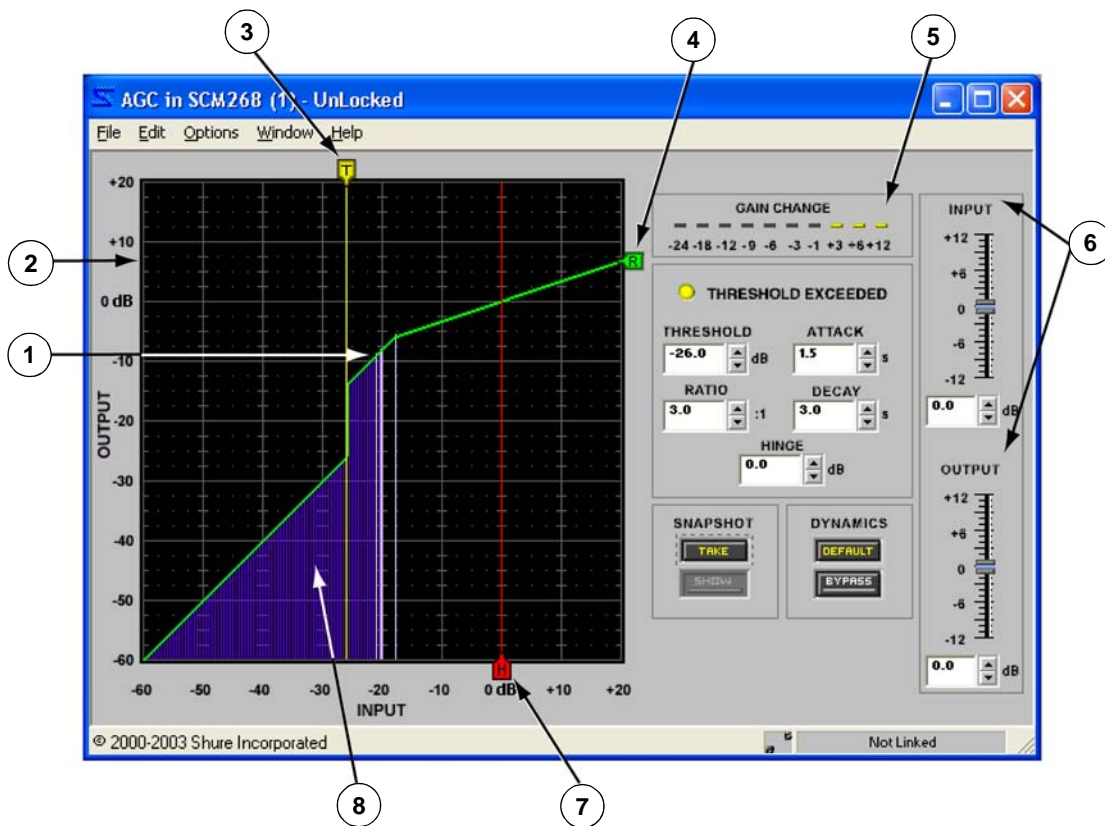 3
4
5
AGC in SCM268 (1) - UnLocked
File Edit Options Window Help
T
+20
+10
0 dB
-10
-20
-30
-40
-50
-60
OUTPUT
2
1
R
-60 -50 -40 -30 -20 -10 0 dB +10 +20
INPUT
H
GAIN CHANGE
-24 -18 -12 -9 -6 -3 -1 +3 +6 +12
THRESHOLD EXCEEDED
THRESHOLD ATTACK
-26.0 dB 1.5 s
RATIO DECAY
3.0 :1 3.0 s
HINGE
0.0 dB
SNAPSHOT
TAKE
SHOW
DYNAMICS
DEFAULT
BYPASS
INPUT
+12
+6
0
-6
-12
0.0 dB
6
OUTPUT
+12
+6
0
-6
-12
0.0 dB
© 2000-2003 Shure Incorporated
Not Linked
8
7